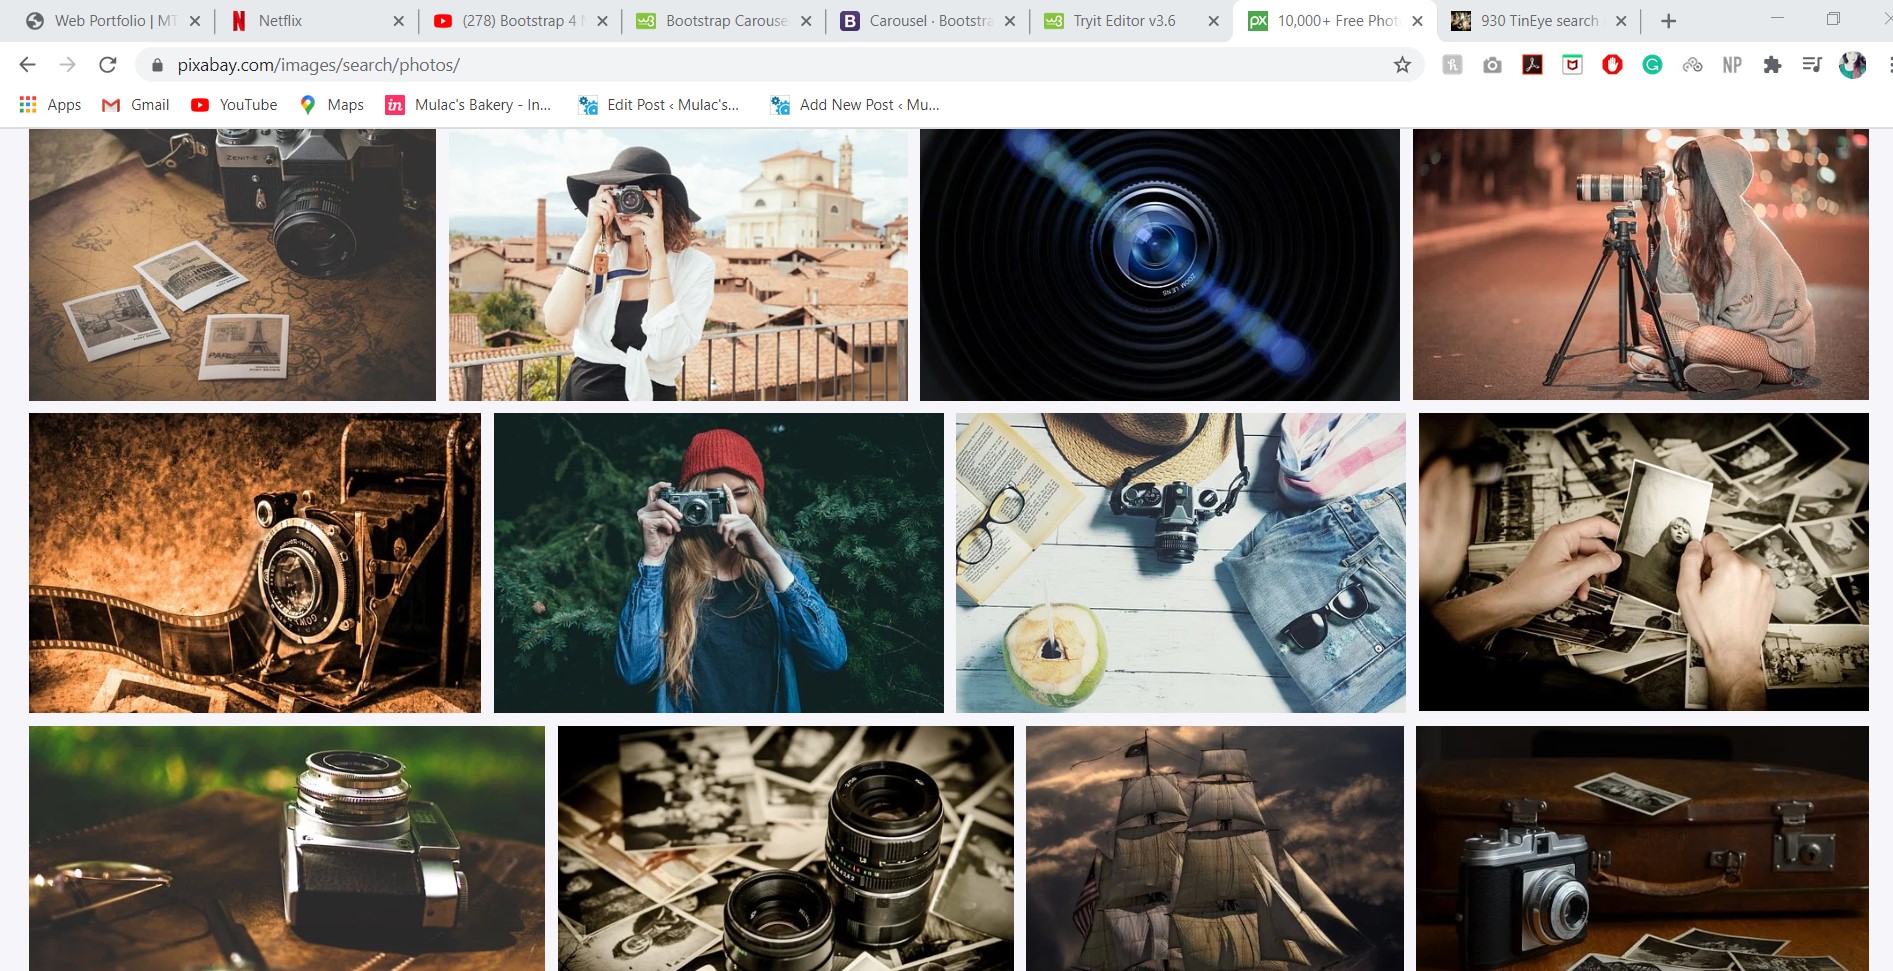 Web Portfolio | MT
Netflix
(278) Bootstrap 4
Bootstrap Carouse
Carousel · Bootstra
Tryit Editor v3.6
10,000+ Free Phot
930 TinEye search
pixabay.com/images/search/photos/
Apps
Gmail
YouTube
Maps
Mulac's Bakery - In...
Edit Post ‹ Mulac's...
Add New Post ‹ Mu...
NP
ZENIT-E
PARIS
ZOOM LENS